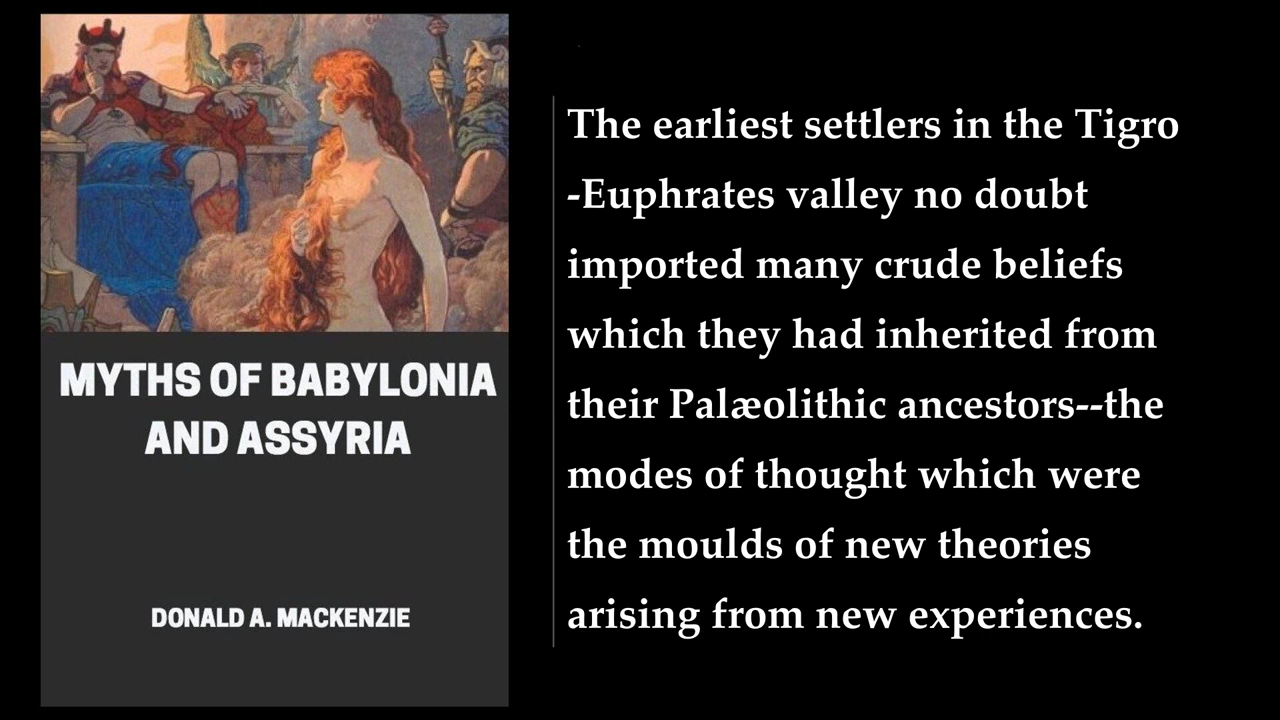 MYTHS OF BABYLONIA
AND ASSYRIA
DONALD A. MACKENZIE
The earliest settlers in the Tigro
-Euphrates valley no doubt
imported many crude beliefs
which they had inherited from
their Palæolithic ancestors--the
modes of thought which were
the moulds of new theories
arising from new experiences.